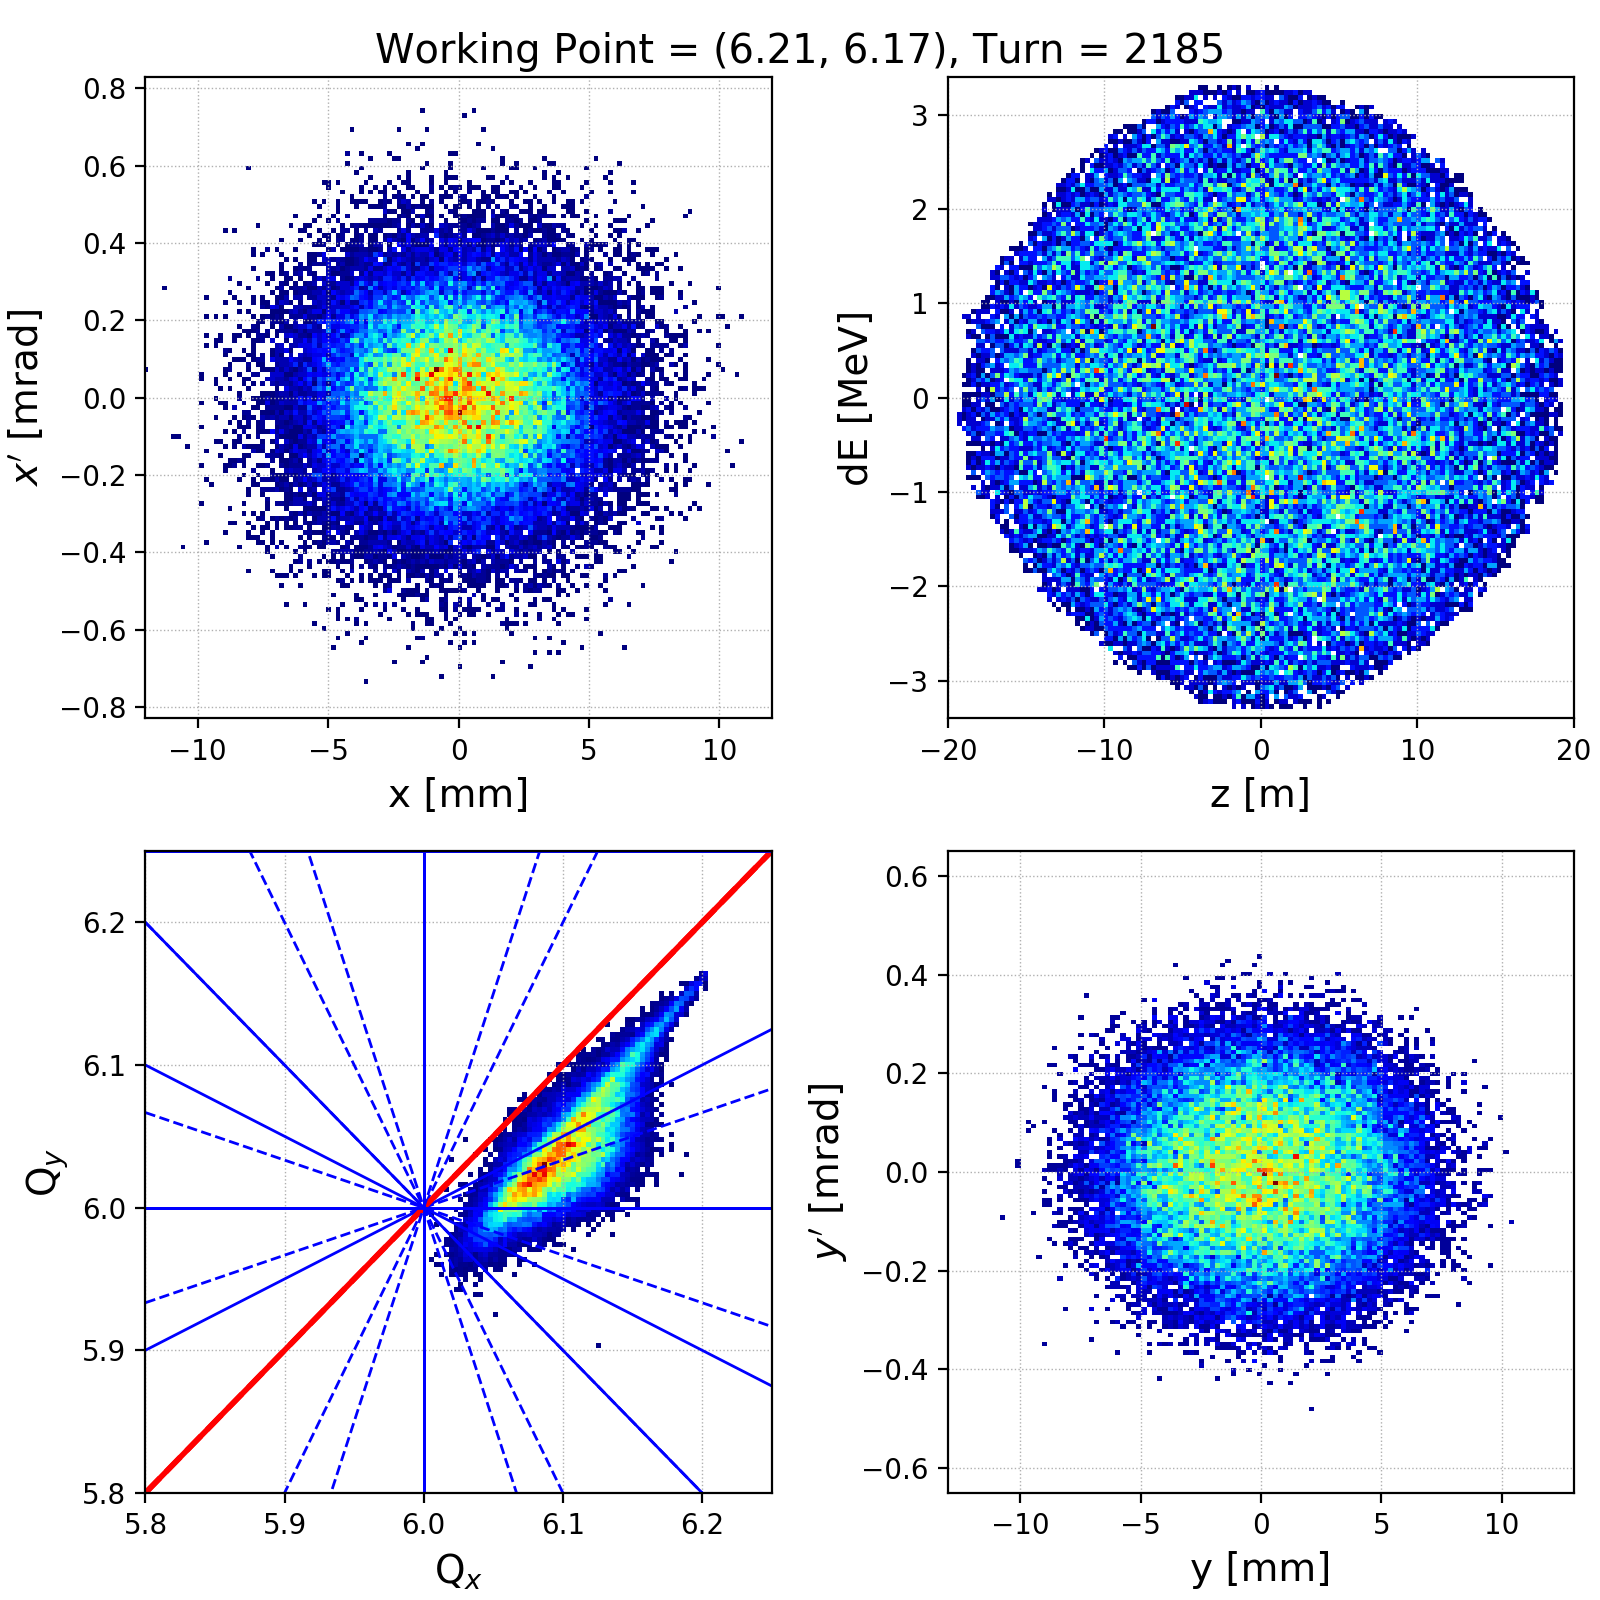 Working Point = (6.21, 6.17), Turn = 2185
0.8
0.6
0.4
0.2
0.0
−0.2
−0.4
−0.6
−0.8
x′ [mrad]
−10 −5 0 5 10
x [mm]
3
2
1
0
−1
−2
−3
dE [MeV]
−20 −10 0 10 20
z [m]
6.2
6.1
6.0
5.9
5.8
Qy
5.8 5.9 6.0 6.1 6.2
Qx
0.6
0.4
0.2
0.0
−0.2
−0.4
−0.6
y′ [mrad]
−10 −5 0 5 10
y [mm]